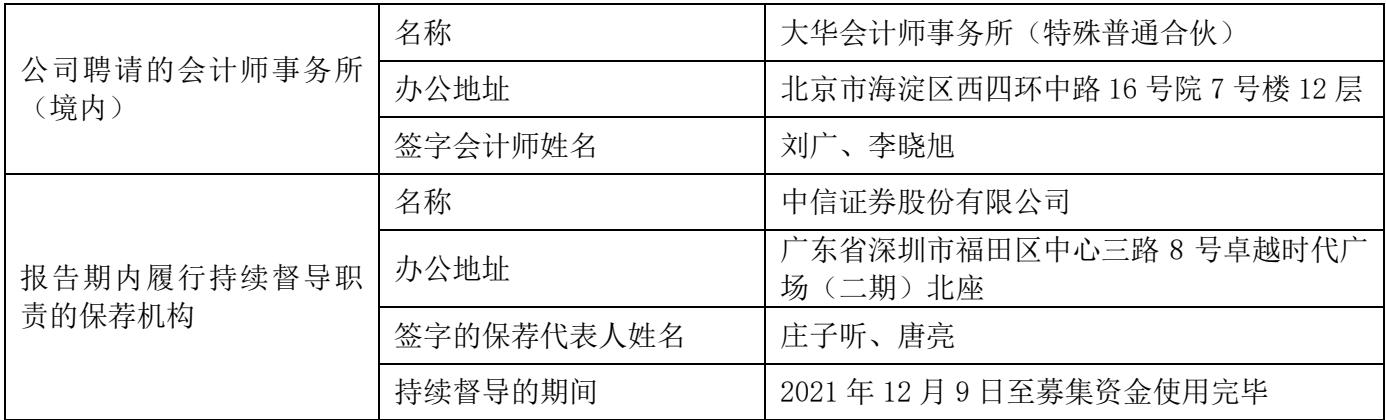 公司聘请的会计师事务所
（境内）
名称
大华会计师事务所（特殊普通合伙）
办公地址
北京市海淀区西四环中路 16 号院 7 号楼 12 层
签字会计师姓名
刘广、李晓旭
报告期内履行持续督导职
责的保荐机构
名称
中信证券股份有限公司
办公地址
广东省深圳市福田区中心三路 8 号卓越时代广
场（二期）北座
签字的保荐代表人姓名
庄子听、唐亮
持续督导的期间
2021 年 12 月 9 日至募集资金使用完毕